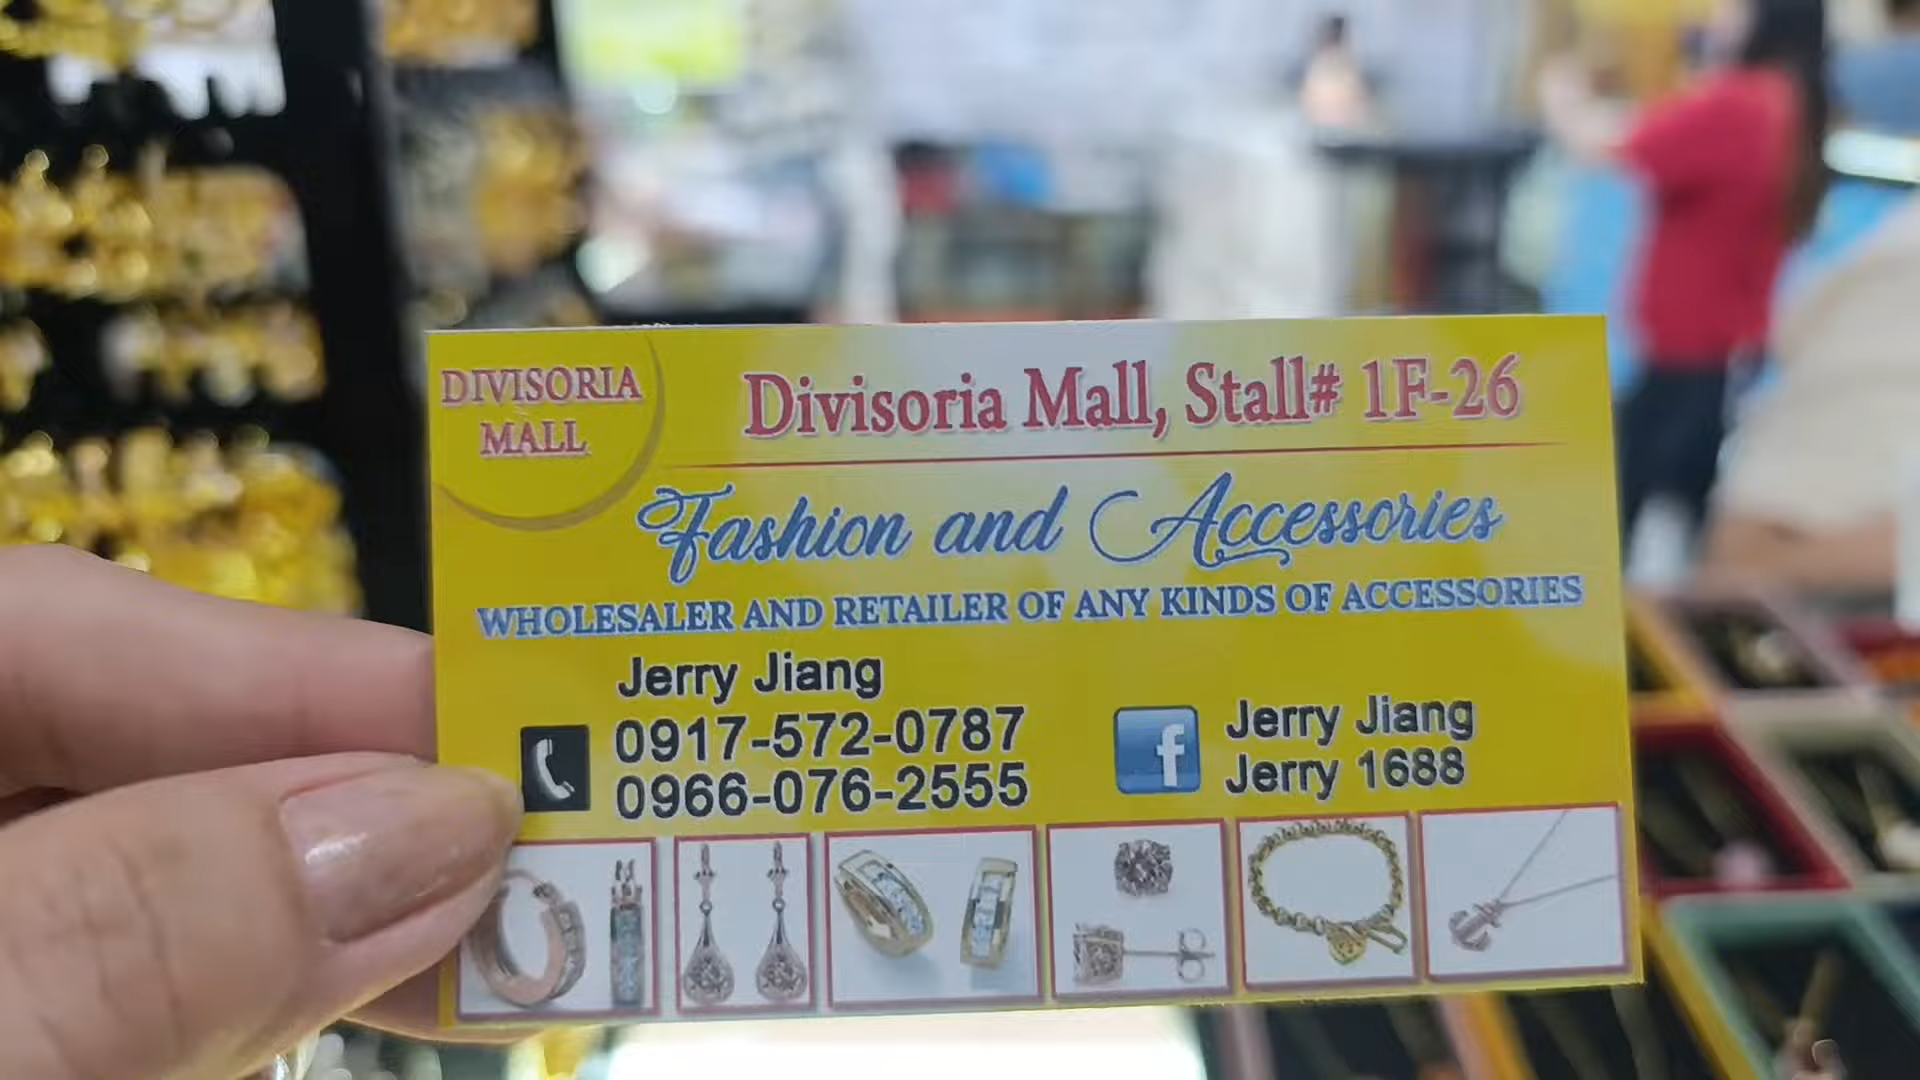 DIVISORIA
MALL
Divisoria Mall, Stall# 1F-26
Fashion and Accessories
WHOLESALER AND RETAILER OF ANY KINDS OF ACCESSORIES
Jerry Jiang
0917-572-0787
0966-076-2555
f
Jerry Jiang
Jerry 1688